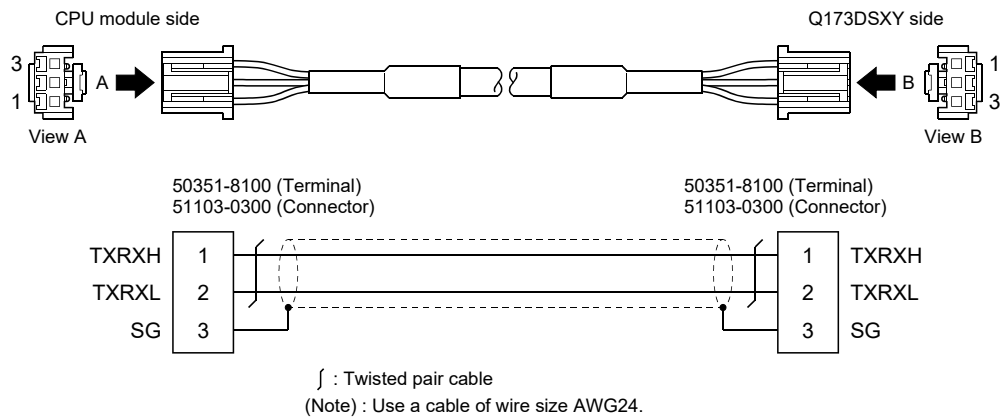 CPU module side
Q173DSXY side
3
A
1
View A
B
1
3
View B
50351-8100 (Terminal)
51103-0300 (Connector)
50351-8100 (Terminal)
51103-0300 (Connector)
TXRXH 1 1 TXRXH
TXRXL 2 2 TXRXL
SG 3 3 SG
: Twisted pair cable
(Note) : Use a cable of wire size AWG24.